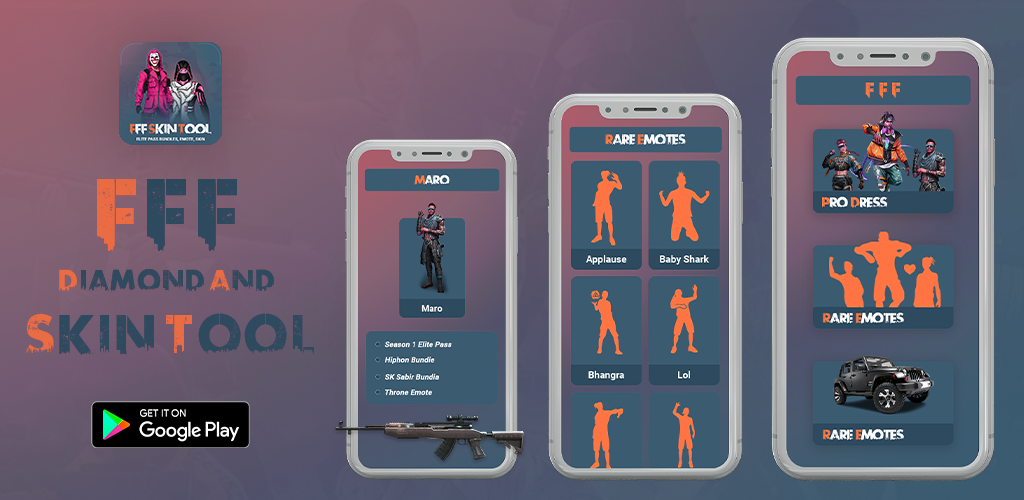 FFF SKIN TOOL
ELITE PASS, BUNDLES, EMOTE, SKIN
FFF
DIAMOND AND
SKIN TOOL
GET IT ON
Google Play
MARO
Maro
Season 1 Elite Pass
Hiphon Bundie
SK Sabir Bundia
Throne Emote
RARE EMOTES
Applause
Baby Shark
Bhangra
Lol
FFF
PRO DRESS
RARE EMOTES
RARE EMOTES